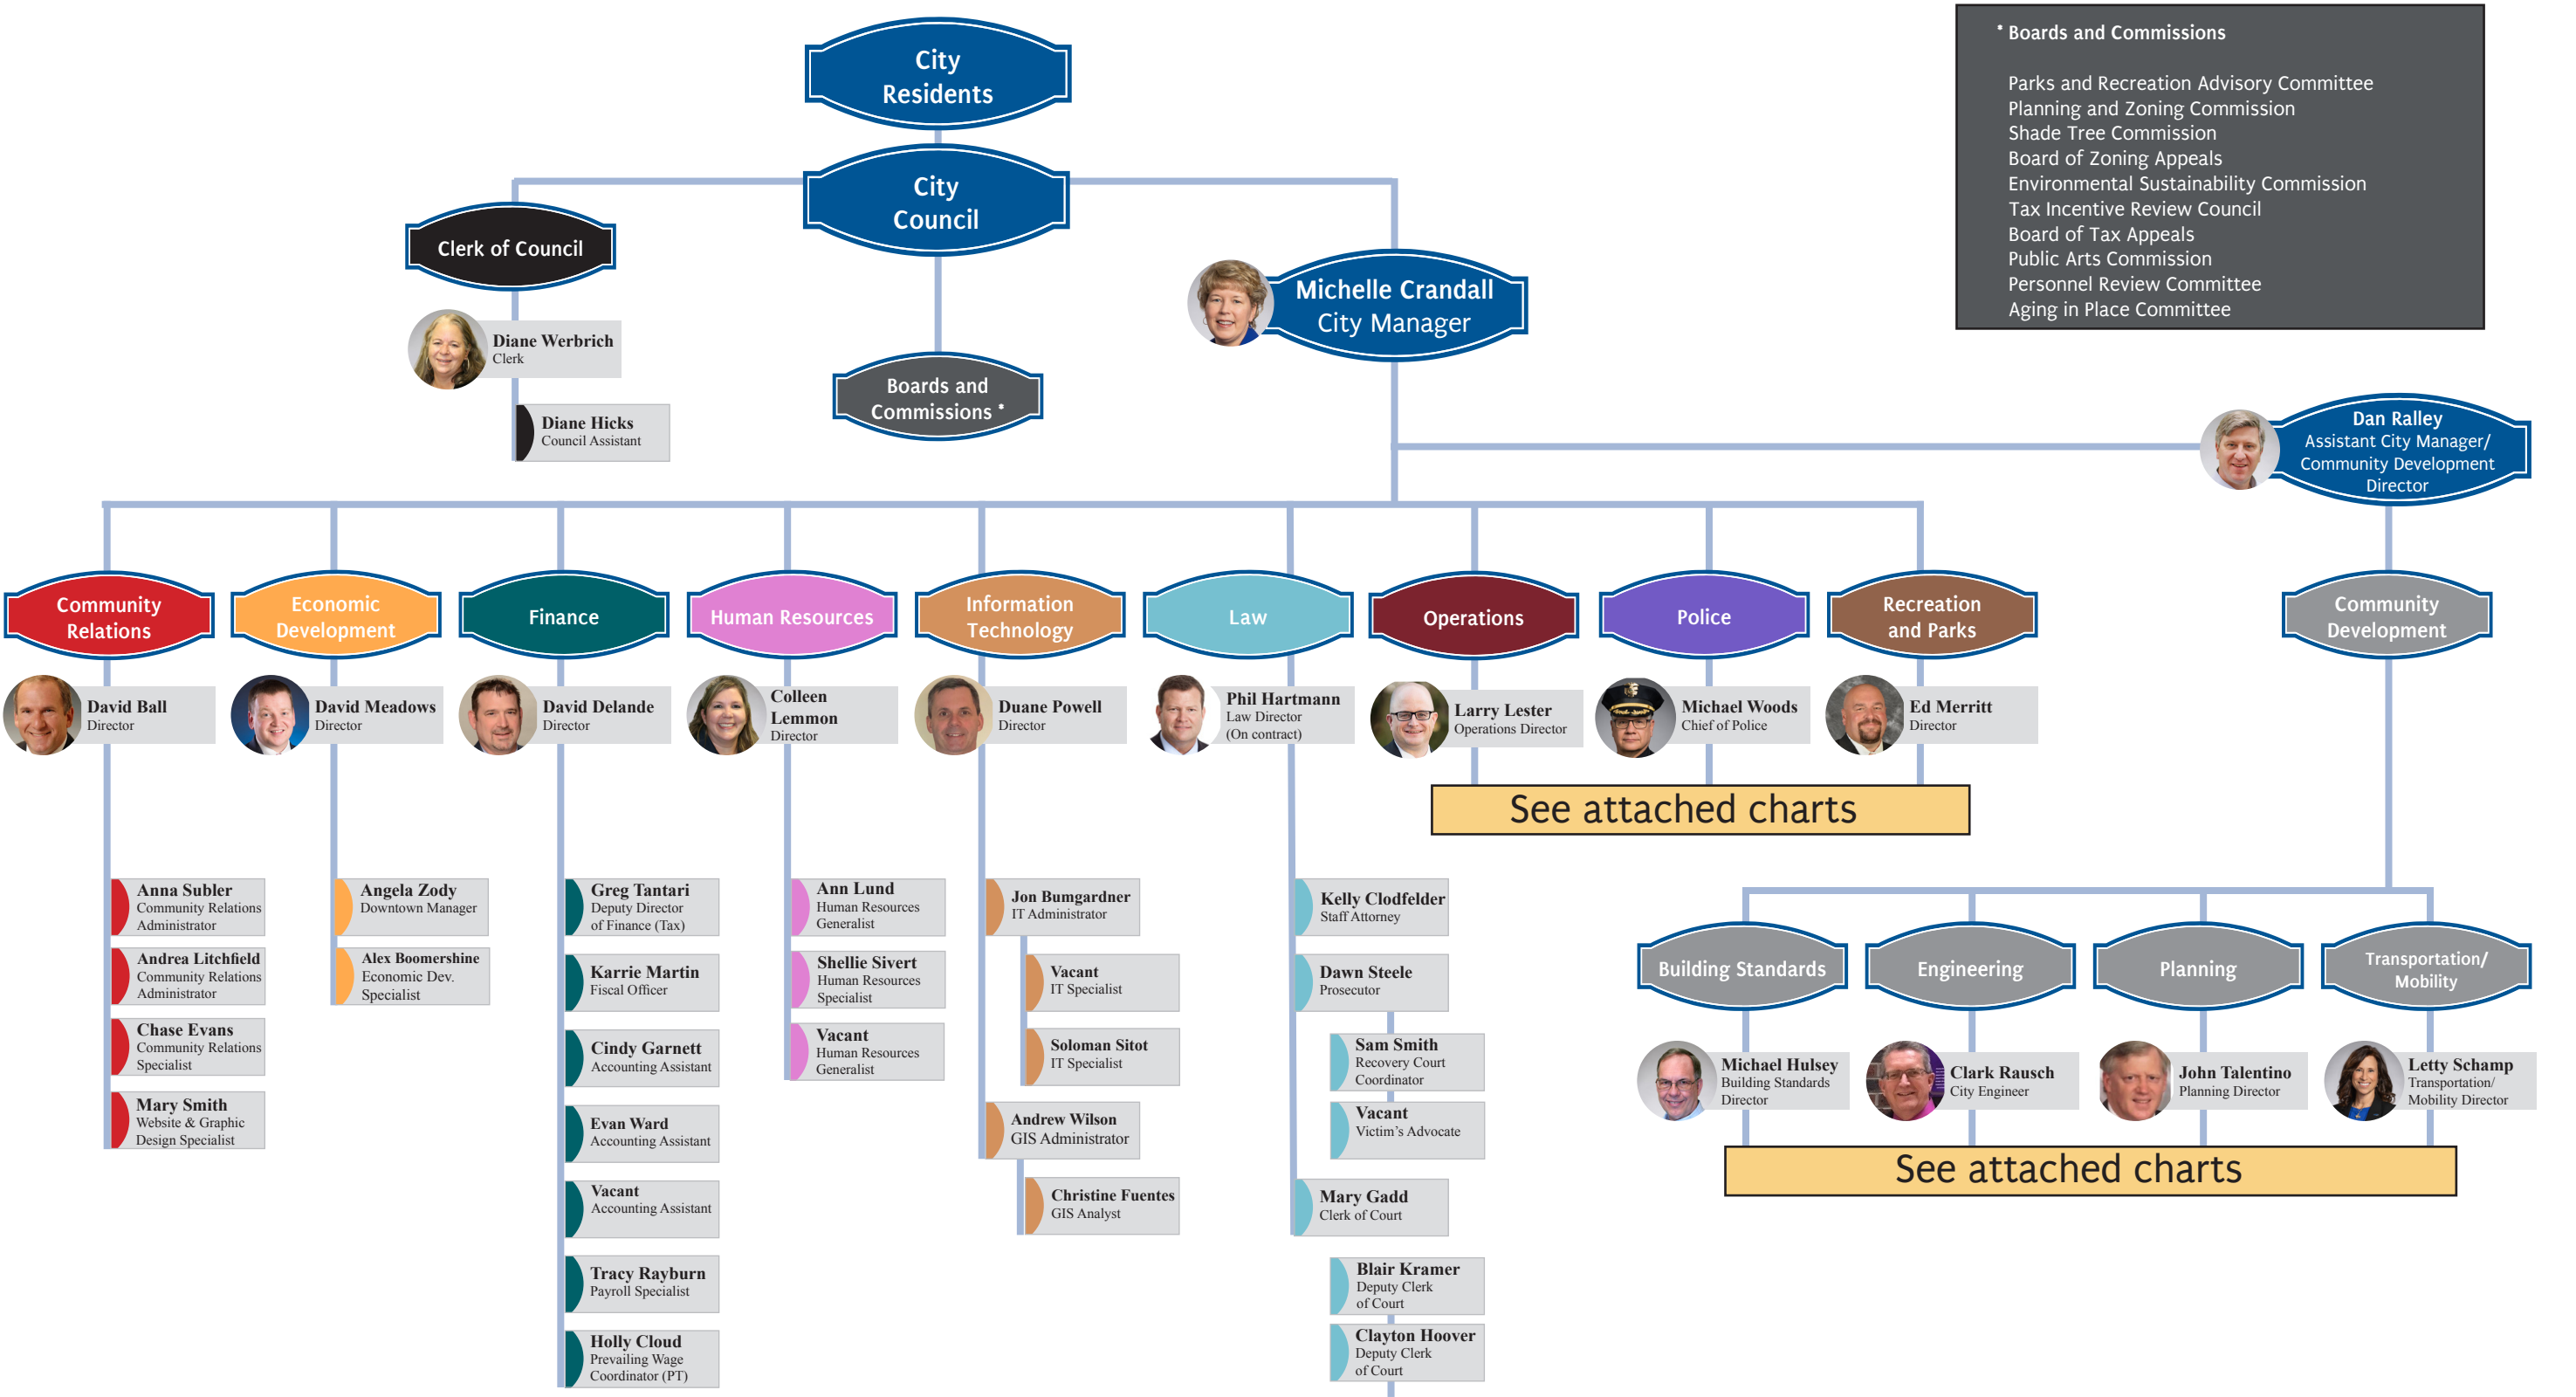 City
Residents
City
Council
Clerk of Council
Diane Werbrich
Clerk
Diane Hicks
Council Assistant
Boards and
Commissions *
Michelle Crandall
City Manager
* Boards and Commissions
Parks and Recreation Advisory Committee
Planning and Zoning Commission
Shade Tree Commission
Board of Zoning Appeals
Environmental Sustainability Commission
Tax Incentive Review Council
Board of Tax Appeals
Public Arts Commission
Personnel Review Committee
Aging in Place Committee
Dan Ralley
Assistant City Manager/
Community Development
Director
Community
Relations
David Ball
Director
Anna Subler
Community Relations
Administrator
Andrea Litchfield
Community Relations
Administrator
Chase Evans
Community Relations
Specialist
Mary Smith
Website & Graphic
Design Specialist
Economic
Development
David Meadows
Director
Angela Zody
Downtown Manager
Alex Boomershine
Economic Dev.
Specialist
Finance
David Delande
Director
Greg Tantari
Deputy Director
of Finance (Tax)
Karrie Martin
Fiscal Officer
Cindy Garnett
Accounting Assistant
Evan Ward
Accounting Assistant
Vacant
Accounting Assistant
Tracy Rayburn
Payroll Specialist
Holly Cloud
Prevailing Wage
Coordinator (PT)
Human Resources
Colleen
Lemmon
Director
Ann Lund
Human Resources
Generalist
Shellie Sivert
Human Resources
Specialist
Vacant
Human Resources
Generalist
Information
Technology
Duane Powell
Director
Jon Bumgardner
IT Administrator
Vacant
IT Specialist
Soloman Sitot
IT Specialist
Andrew Wilson
GIS Administrator
Christine Fuentes
GIS Analyst
Law
Phil Hartmann
Law Director
(On contract)
Kelly Clodfelder
Staff Attorney
Dawn Steele
Prosecutor
Sam Smith
Recovery Court
Coordinator
Vacant
Victim's Advocate
Mary Gadd
Clerk of Court
Blair Kramer
Deputy Clerk
of Court
Clayton Hoover
Deputy Clerk
of Court
Operations
Larry Lester
Operations Director
Police
Michael Woods
Chief of Police
Recreation
and Parks
Ed Merritt
Director
See attached charts
Community
Development
Building Standards
Michael Hulsey
Building Standards
Director
Engineering
Clark Rausch
City Engineer
Planning
John Talentino
Planning Director
Transportation/
Mobility
Letty Schamp
Transportation/
Mobility Director
See attached charts